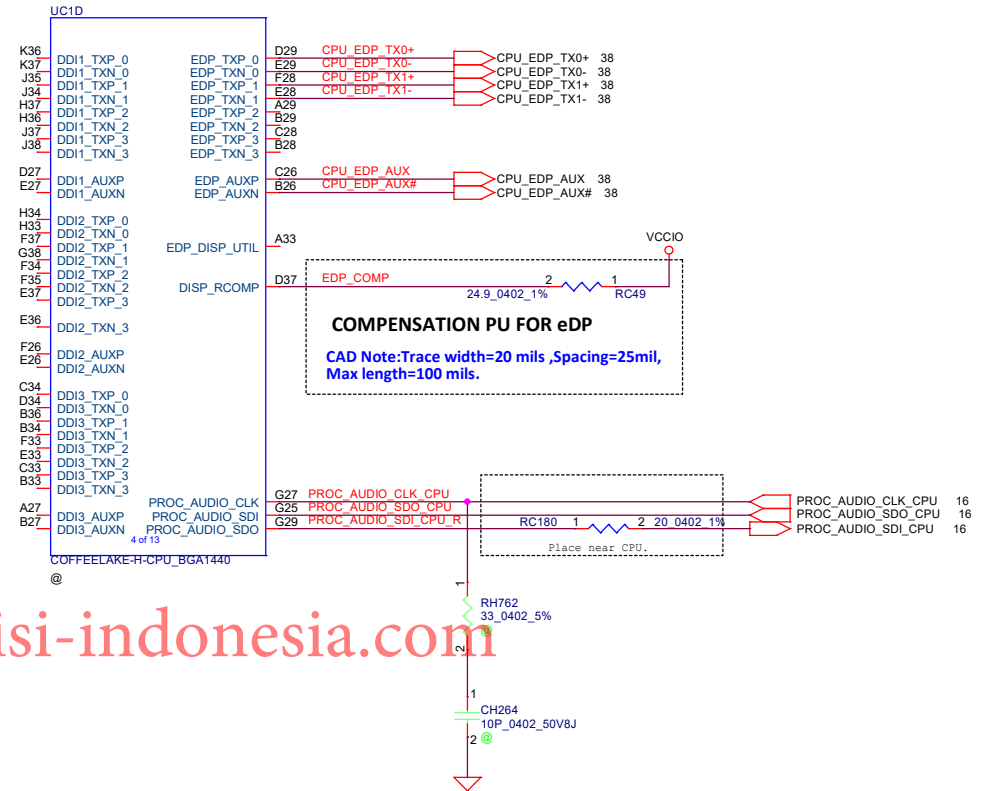 UC1D
K36 DDI1_TXP_0 EDP_TXP_0 D29 CPU_EDP_TX0+ CPU_EDP_TX0+ 38
K37 DDI1_TXN_0 EDP_TXN_0 E29 CPU_EDP_TX0- CPU_EDP_TX0- 38
J35 DDI1_TXP_1 EDP_TXP_1 F28 CPU_EDP_TX1+ CPU_EDP_TX1+ 38
J34 DDI1_TXN_1 EDP_TXN_1 E28 CPU_EDP_TX1- CPU_EDP_TX1- 38
H37 DDI1_TXP_2 EDP_TXP_2 A29
H36 DDI1_TXN_2 EDP_TXN_2 B29
J37 DDI1_TXP_3 EDP_TXP_3 C28
J38 DDI1_TXN_3 EDP_TXN_3 B28
D27 DDI1_AUXP EDP_AUXP C26 CPU_EDP_AUX CPU_EDP_AUX 38
E27 DDI1_AUXN EDP_AUXN B26 CPU_EDP_AUX# CPU_EDP_AUX# 38
H34 DDI2_TXP_0
H33 DDI2_TXN_0
F37 DDI2_TXP_1 EDP_DISP_UTIL A33
VCCIO
G38 DDI2_TXN_1
F34 DDI2_TXP_2
F35 DDI2_TXN_2 DISP_RCOMP D37 EDP_COMP 2 1
24.9_0402_1% RC49
E37 DDI2_TXP_3
E36 DDI2_TXN_3
COMPENSATION PU FOR eDP
F26 DDI2_AUXP
E26 DDI2_AUXN
CAD Note:Trace width=20 mils ,Spacing=25mil,
Max length=100 mils.
C34 DDI3_TXP_0
D34 DDI3_TXN_0
B36 DDI3_TXP_1
B34 DDI3_TXN_1
F33 DDI3_TXP_2
E33 DDI3_TXN_2
C33 DDI3_TXP_3
B33 DDI3_TXN_3
PROC_AUDIO_CLK G27 PROC_AUDIO_CLK_CPU PROC_AUDIO_CLK_CPU 16
A27 DDI3_AUXP PROC_AUDIO_SDI G25 PROC_AUDIO_SDO_CPU PROC_AUDIO_SDO_CPU 16
B27 DDI3_AUXN PROC_AUDIO_SDO G29 PROC_AUDIO_SDI_CPU_R RC180 1 2 20_0402_1% PROC_AUDIO_SDI_CPU 16
4 of 13
Place near CPU.
COFFEELAKE-H-CPU_BGA1440
@
1
RH762
33_0402_5%
@
2
isi-indonesia.com
1
CH264
10P_0402_50V8J
2 @